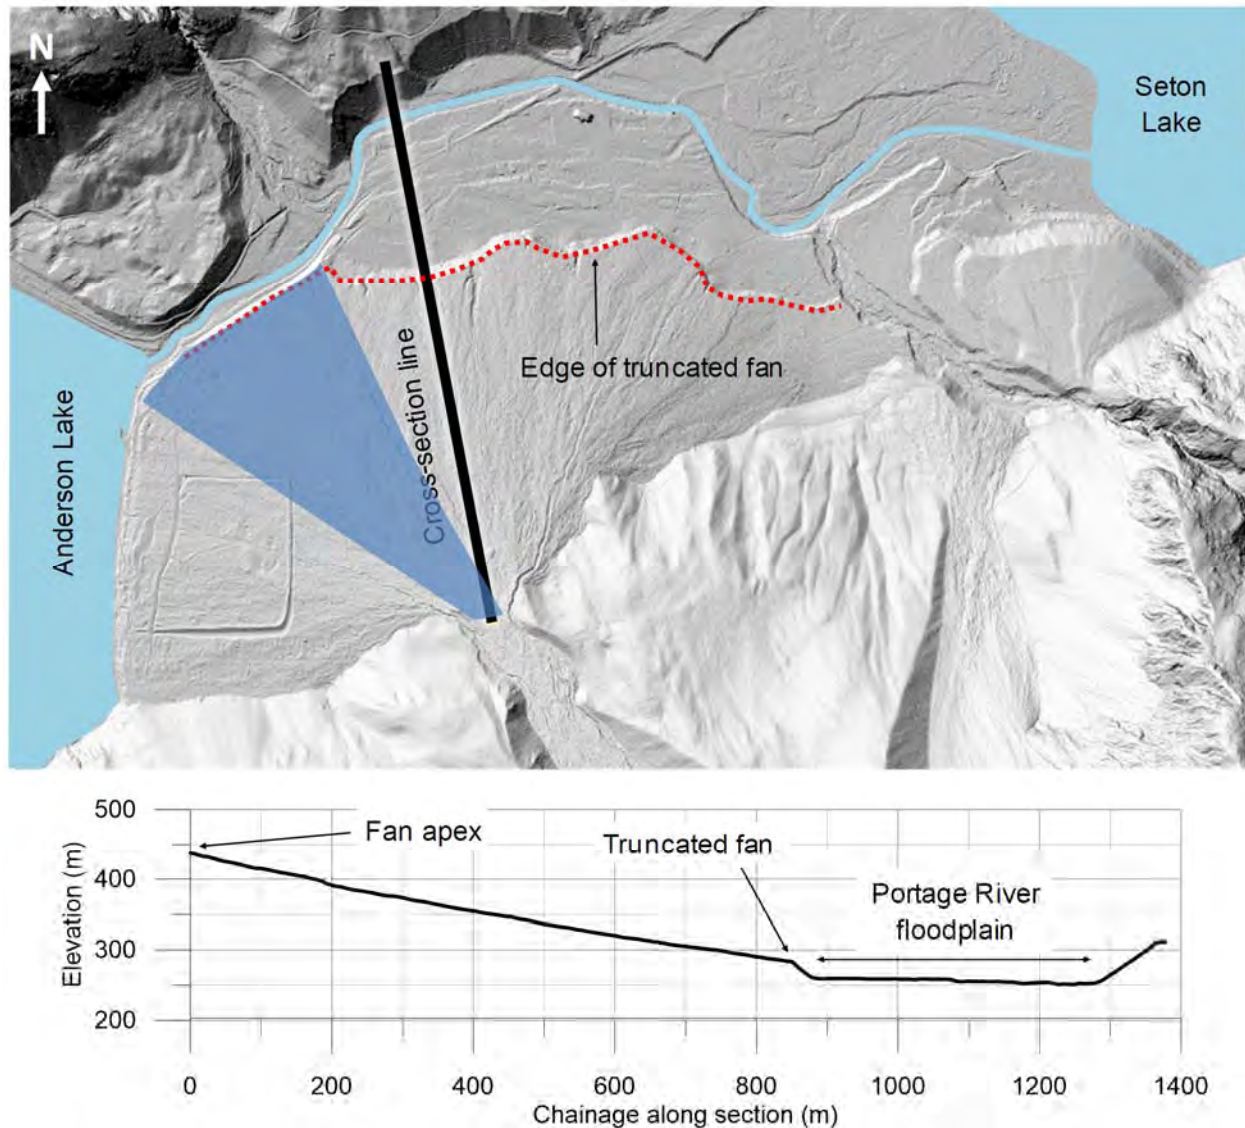 N
Seton
Lake
Edge of truncated fan
Cross-section line
Anderson Lake
500
400
300
200
Elevation (m)
Fan apex
Truncated fan
Portage River
floodplain
0
200
400
600
800
1000
1200
1400
Chainage along section (m)